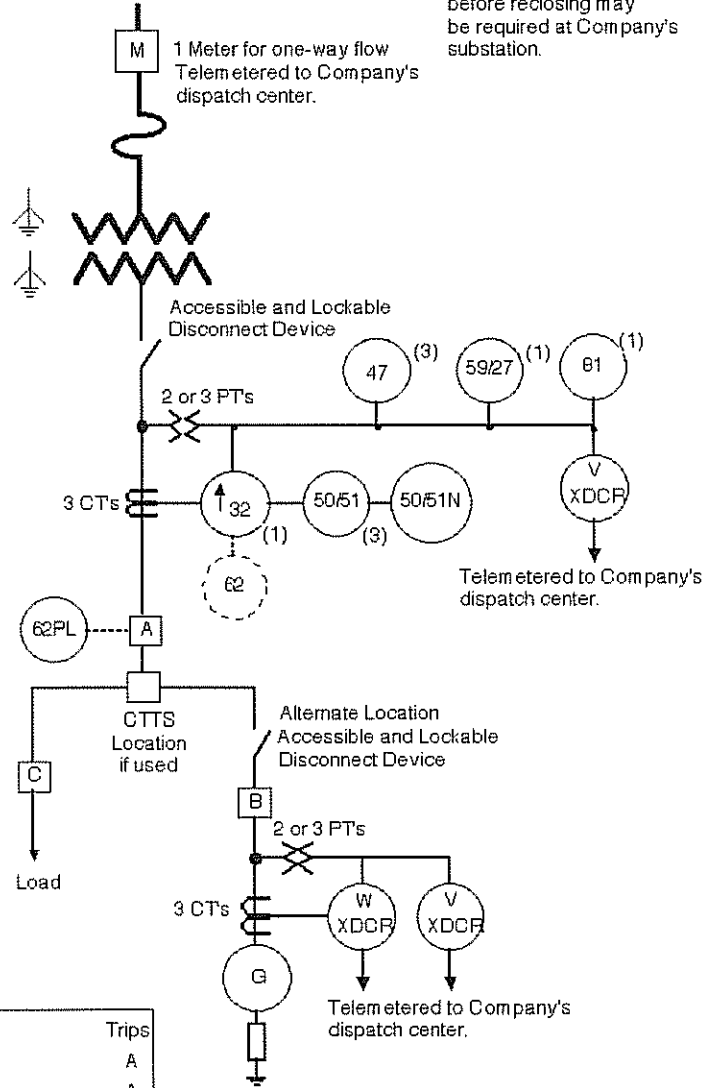 before reclosing may
be required at Company's
substation.
M
1 Meter for one-way flow
Telemetered to Company's
dispatch center.
Accessible and Lockable
Disconnect Device
47
(3)
59/27
(1)
81
(1)
2 or 3 PT's
V
XDCR
3 CT's
32
(1)
50/51
(3)
50/51N
62
Telemetered to Company's
dispatch center.
62PL
A
CTTS
Location
if used
Alternate Location
Accessible and Lockable
Disconnect Device
C
B
2 or 3 PT's
Load
3 CT's
W
XDCR
V
XDCR
G
Telemetered to Company's
dispatch center.
Trips
A